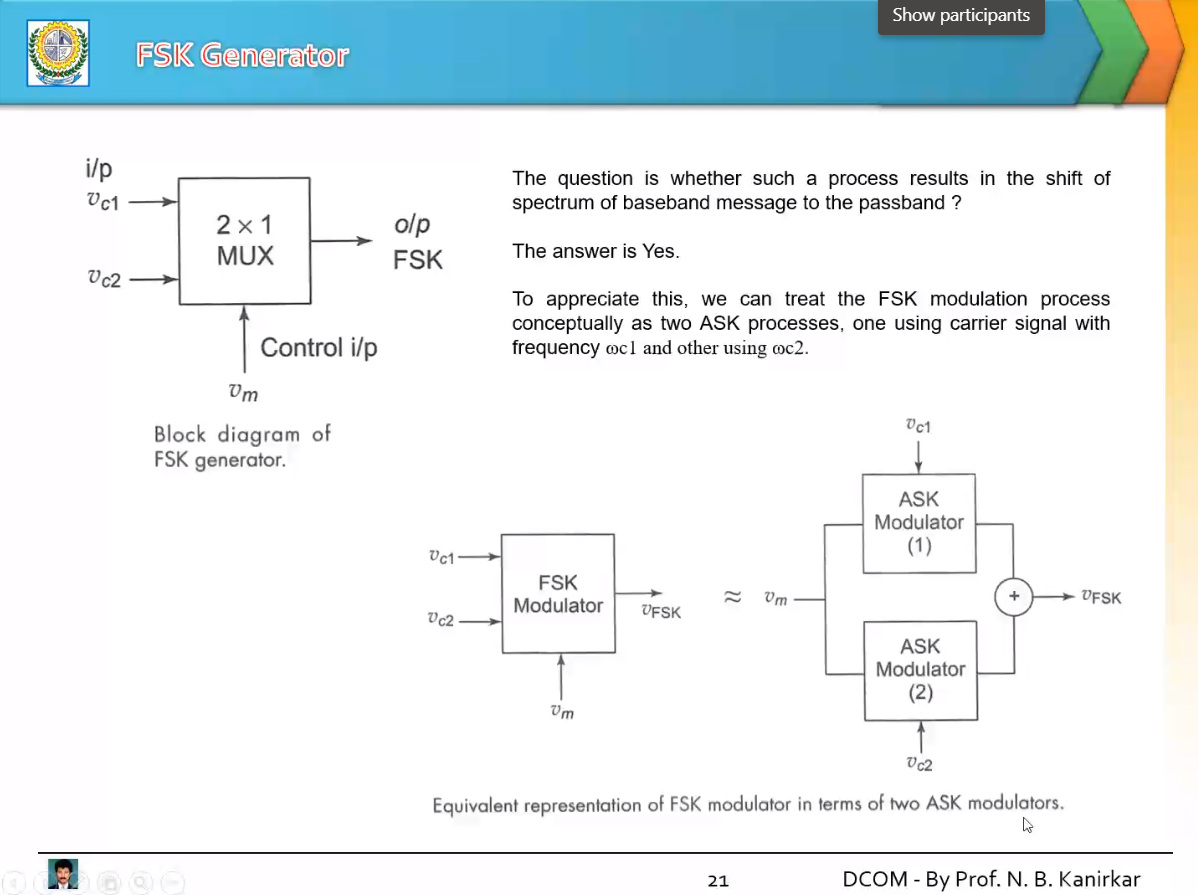 Show participants
FSK Generator
i/p
vc1
2 × 1
MUX
o/p
FSK
vc2
Control i/p
vm
Block diagram of
FSK generator.
The question is whether such a process results in the shift of
spectrum of baseband message to the passband ?
The answer is Yes.
To appreciate this, we can treat the FSK modulation process
conceptually as two ASK processes, one using carrier signal with
frequency ωc1 and other using ωc2.
vc1
FSK
Modulator
vFSK
vc2
vm
≈
vm
vc1
ASK
Modulator
(1)
+
vFSK
ASK
Modulator
(2)
vc2
Equivalent representation of FSK modulator in terms of two ASK modulators.
21
DCOM - By Prof. N. B. Kanirkar